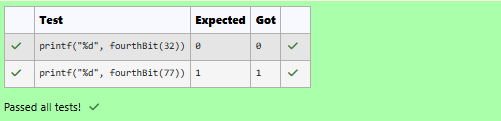 Test Expected Got
printf("%d", fourthBit(32)) 0 0
printf("%d", fourthBit(77)) 1 1
Passed all tests!